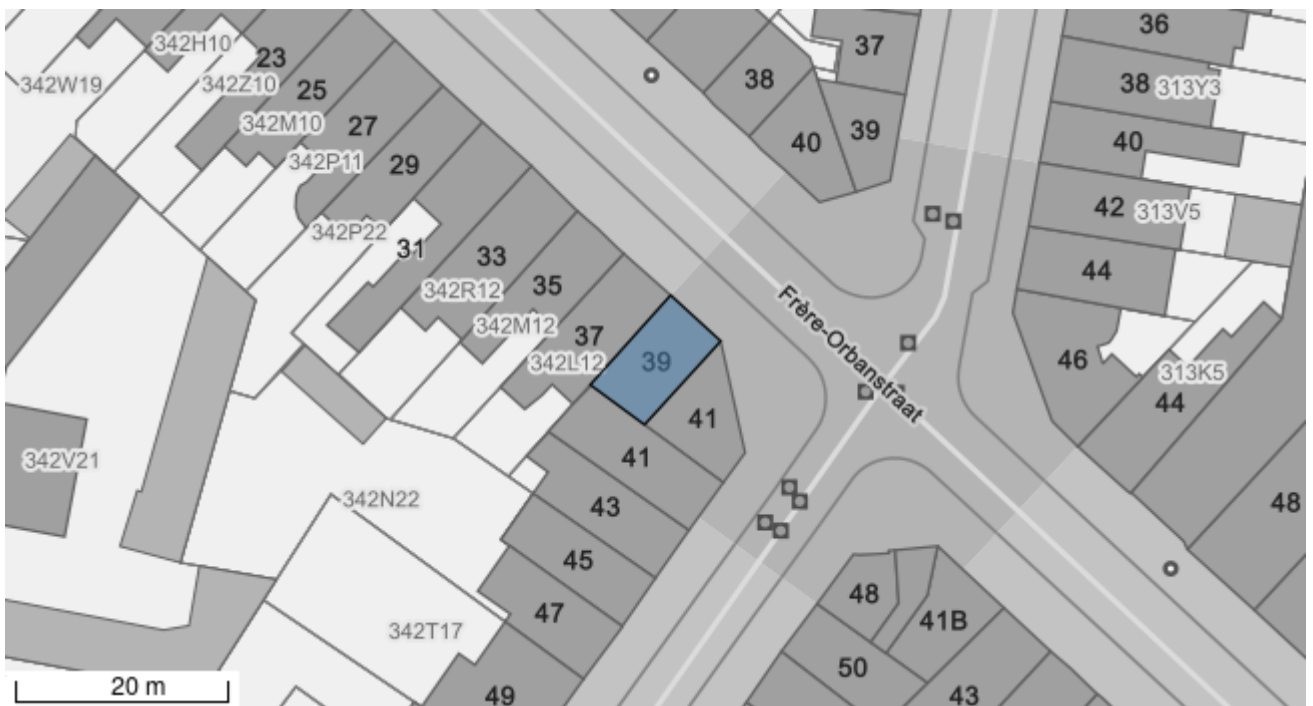 36
342H10
23
37
38
342Z10
342W19
25
38
313Y3
342M10
27
39
40
40
342P11
29
42
313V5
342P22
31
33
44
342R12
35
Frère-Orbanstraat
342M12
37
39
46
342L12
313K5
44
41
41
342V21
342N22
43
48
45
48
47
41B
342T17
50
49
43
20 m